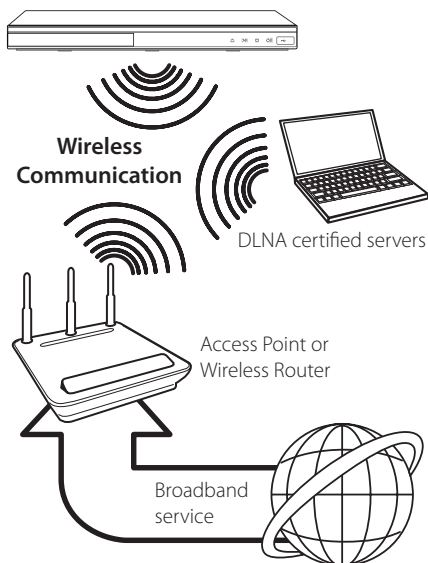 Wireless
Communication
DLNA certified servers
Access Point or
Wireless Router
Broadband
service